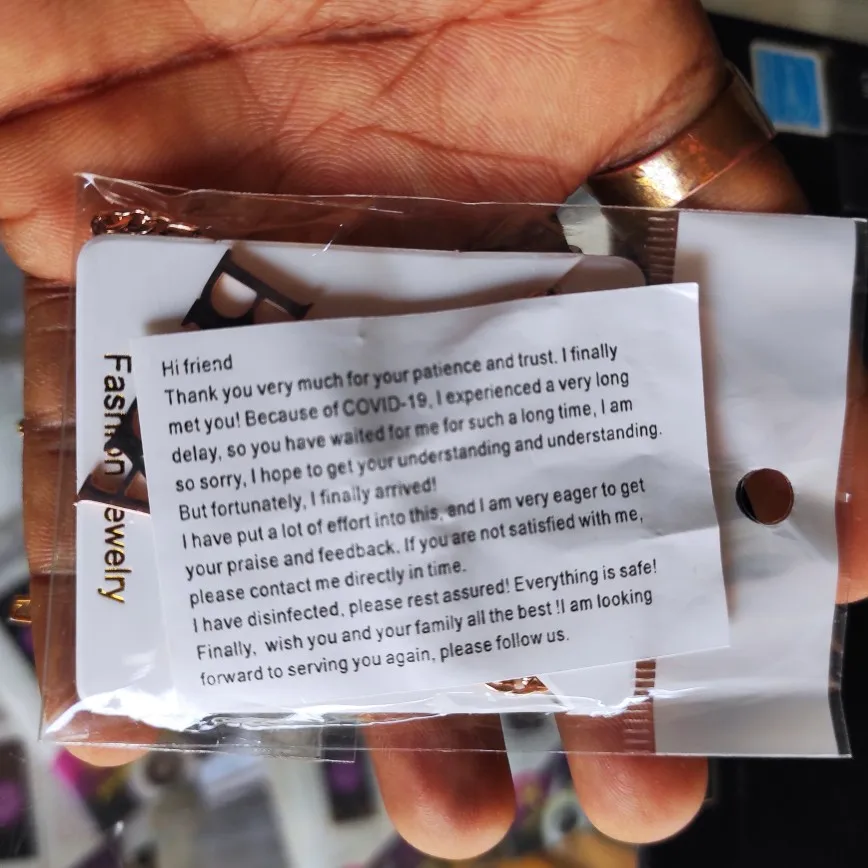 Hi friend
Thank you very much for your patience and trust. I finally
met you! Because of COVID-19, I experienced a very long
delay, so you have waited for me for such a long time, I am
so sorry, I hope to get your understanding and understanding.
But fortunately, I finally arrived!
I have put a lot of effort into this, and I am very eager to get
your praise and feedback. If you are not satisfied with me,
please contact me directly in time.
I have disinfected, please rest assured! Everything is safe!
Finally, wish you and your family all the best !I am looking
forward to serving you again, please follow us.
Fashion Jewelry